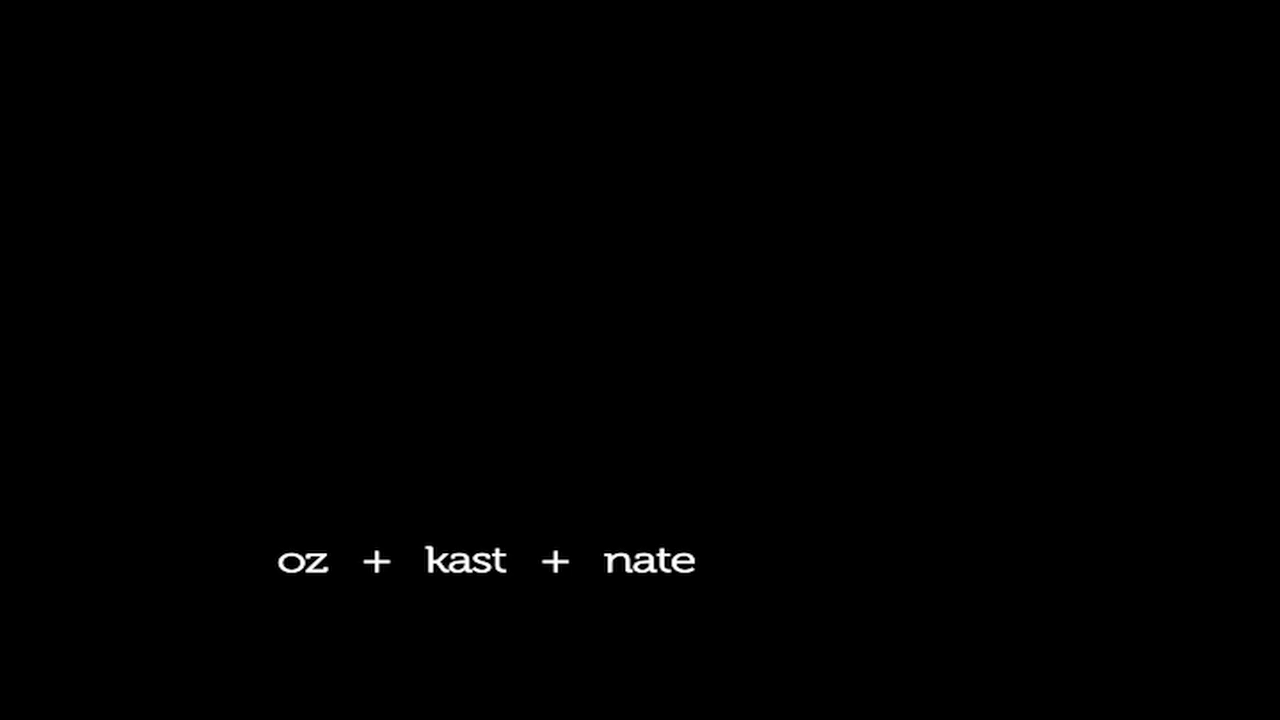 oz + kast + nate